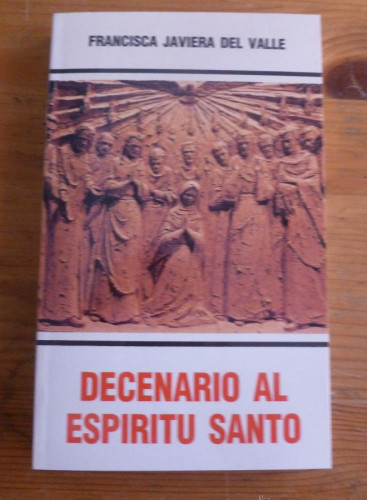 FRANCISCA JAVIERA DEL VALLE
DECENARIO AL
ESPIRITU SANTO